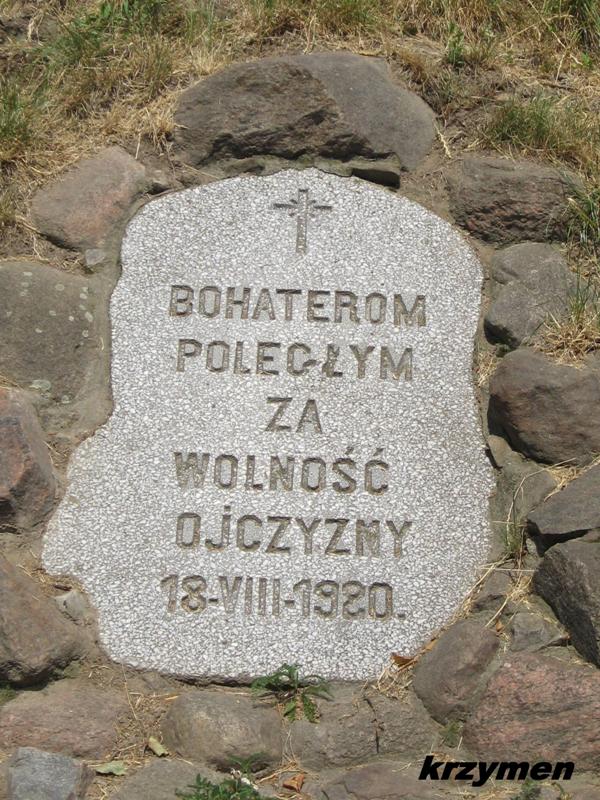 BOHATEROM
POLEGŁYM
ZA
WOLNOŚĆ
OJCZYZNY
18-VIII-1920.
krzymen